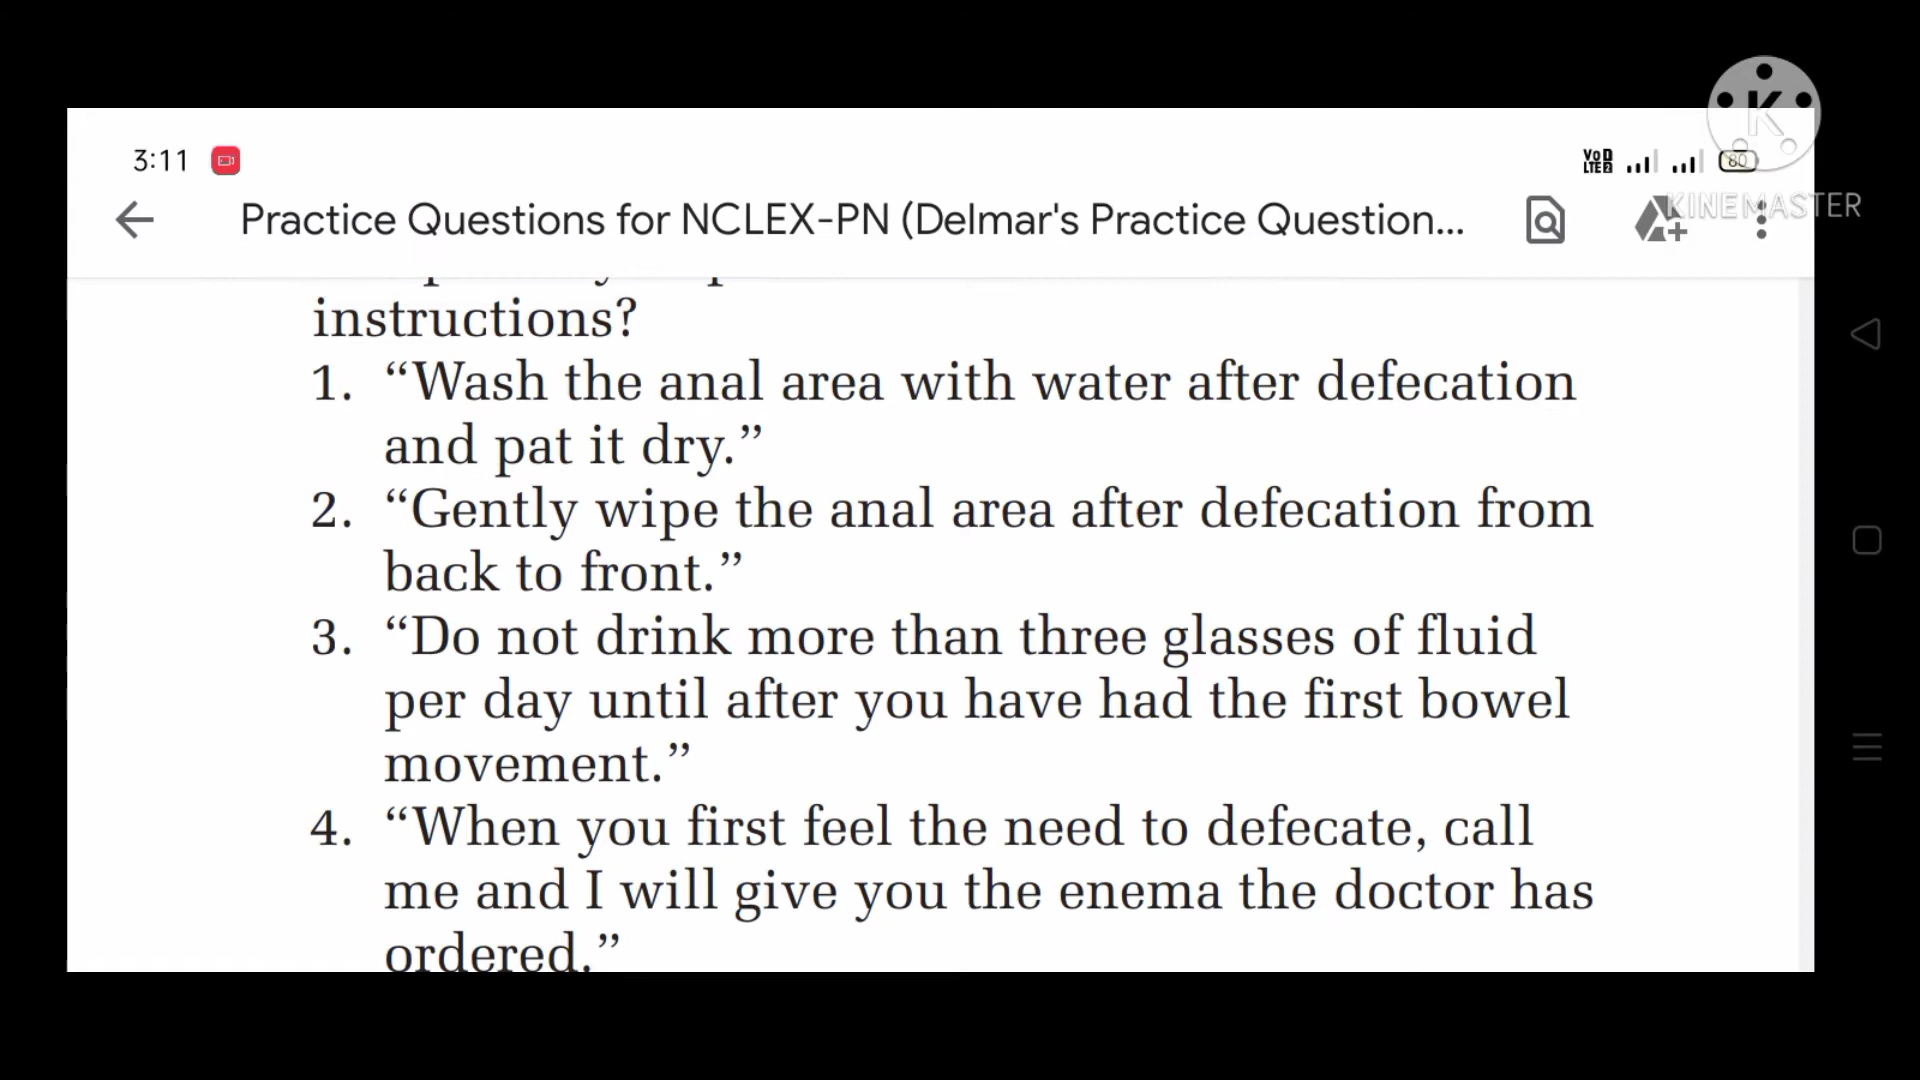 3:11
VoD
LTE 2
80
K
KINEMASTER
Practice Questions for NCLEX-PN (Delmar's Practice Question...
instructions?
1. “Wash the anal area with water after defecation
and pat it dry.”
2. “Gently wipe the anal area after defecation from
back to front.”
3. “Do not drink more than three glasses of fluid
per day until after you have had the first bowel
movement.”
4. “When you first feel the need to defecate, call
me and I will give you the enema the doctor has
ordered.”